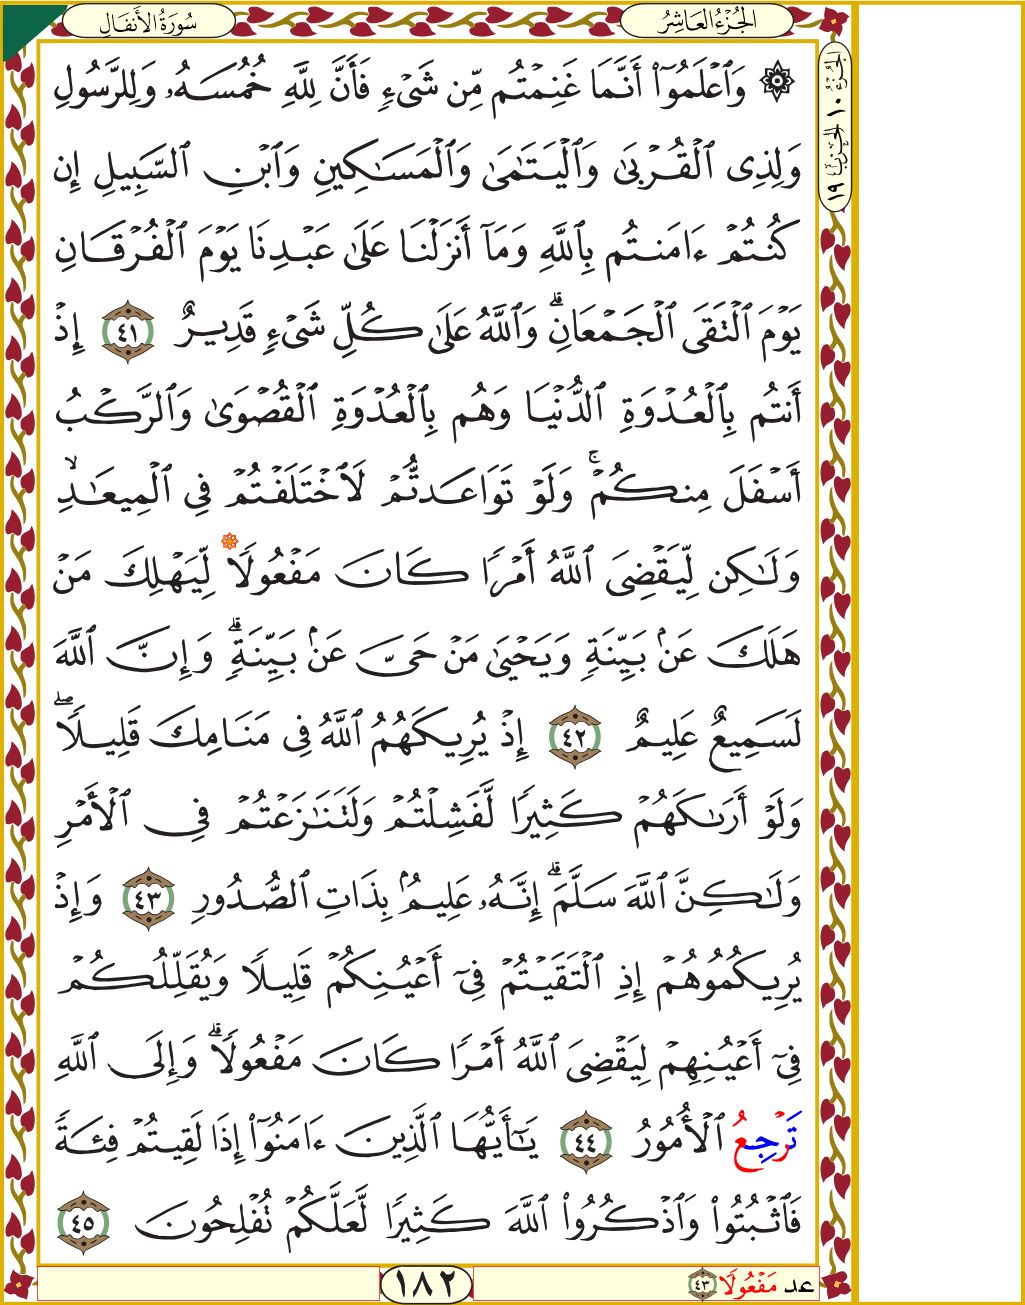 سُورَةُ الأَنفَال
الجُزْءُ العَاشِرُ
الجُزْءُ ١٠ الحِزْبُ ١٩
۞ وَٱعْلَمُوٓا۟ أَنَّمَا غَنِمْتُم مِّن شَىْءٍ فَأَنَّ لِلَّهِ خُمُسَهُۥ وَلِلرَّسُولِ
وَلِذِى ٱلْقُرْبَىٰ وَٱلْيَتَـٰمَىٰ وَٱلْمَسَـٰكِينِ وَٱبْنِ ٱلسَّبِيلِ إِن
كُنتُمْ ءَامَنتُم بِٱللَّهِ وَمَآ أَنزَلْنَا عَلَىٰ عَبْدِنَا يَوْمَ ٱلْفُرْقَانِ
يَوْمَ ٱلْتَقَى ٱلْجَمْعَانِ ۗ وَٱللَّهُ عَلَىٰ كُلِّ شَىْءٍ قَدِيرٌ ٤١ إِذْ
أَنتُم بِٱلْعُدْوَةِ ٱلدُّنْيَا وَهُم بِٱلْعُدْوَةِ ٱلْقُصْوَىٰ وَٱلرَّكْبُ
أَسْفَلَ مِنكُمْ ۚ وَلَوْ تَوَاعَدتُّمْ لَٱخْتَلَفْتُمْ فِى ٱلْمِيعَـٰدِ ۙ
وَلَـٰكِن لِّيَقْضِىَ ٱللَّهُ أَمْرًا كَانَ مَفْعُولًا لِّيَهْلِكَ مَنْ
هَلَكَ عَنۢ بَيِّنَةٍ وَيَحْيَىٰ مَنْ حَىَّ عَنۢ بَيِّنَةٍ ۗ وَإِنَّ ٱللَّهَ
لَسَمِيعٌ عَلِيمٌ ٤٢ إِذْ يُرِيكَهُمُ ٱللَّهُ فِى مَنَامِكَ قَلِيلًا ۖ
وَلَوْ أَرَىٰكَهُمْ كَثِيرًا لَّفَشِلْتُمْ وَلَتَنَـٰزَعْتُمْ فِى ٱلْأَمْرِ
وَلَـٰكِنَّ ٱللَّهَ سَلَّمَ ۗ إِنَّهُۥ عَلِيمٌۢ بِذَاتِ ٱلصُّدُورِ ٤٣ وَإِذْ
يُرِيكُمُوهُمْ إِذِ ٱلْتَقَيْتُمْ فِىٓ أَعْيُنِكُمْ قَلِيلًا وَيُقَلِّلُكُمْ
فِىٓ أَعْيُنِهِمْ لِيَقْضِىَ ٱللَّهُ أَمْرًا كَانَ مَفْعُولًا ۗ وَإِلَى ٱللَّهِ
تَرْجِعُ ٱلْأُمُورُ ٤٤ يَـٰٓأَيُّهَا ٱلَّذِينَ ءَامَنُوٓا۟ إِذَا لَقِيتُمْ فِئَةً
فَٱثْبُتُوا۟ وَٱذْكُرُوا۟ ٱللَّهَ كَثِيرًا لَّعَلَّكُمْ تُفْلِحُونَ ٤٥
١٨٢
عد مَفْعُولًا ٤٣